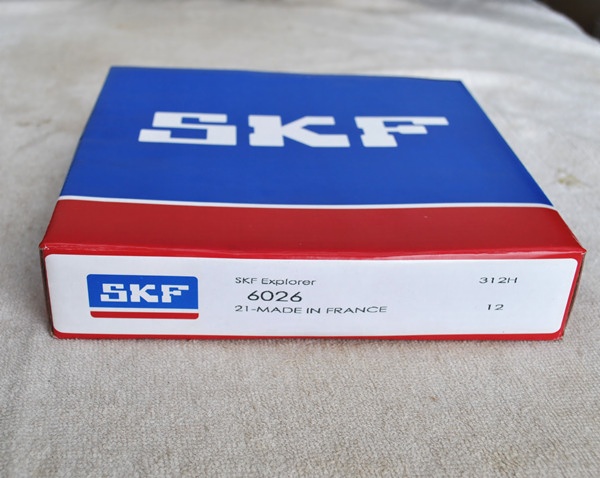 SKF
SKF
SKF Explorer
6026
21-MADE IN FRANCE
312H
12